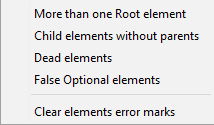 More than one Root element
Child elements without parents
Dead elements
False Optional elements
Clear elements error marks